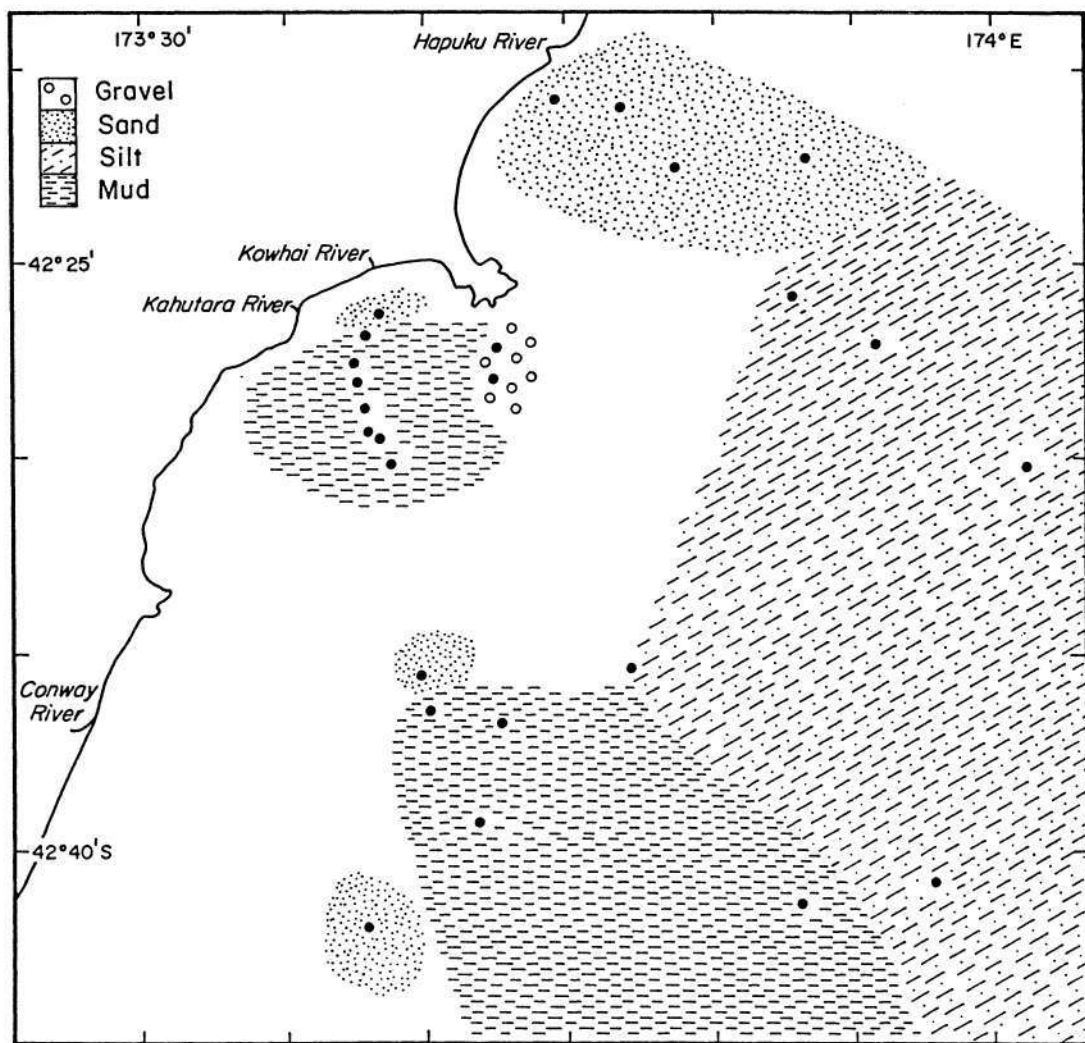 173° 30'
Hapuku River
174° E
Gravel
Sand
Silt
Mud
Kowhai River
42° 25'
Kahutara River
Conway
River
42° 40' S